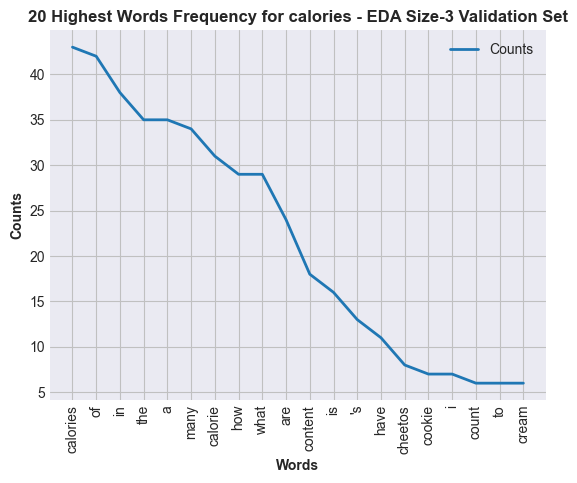 20 Highest Words Frequency for calories - EDA Size-3 Validation Set
Counts
40
35
30
25
20
15
10
5
Counts
calories
of
in
the
a
many
calorie
how
what
are
content
is
's
have
cheetos
cookie
i
count
to
cream
Words